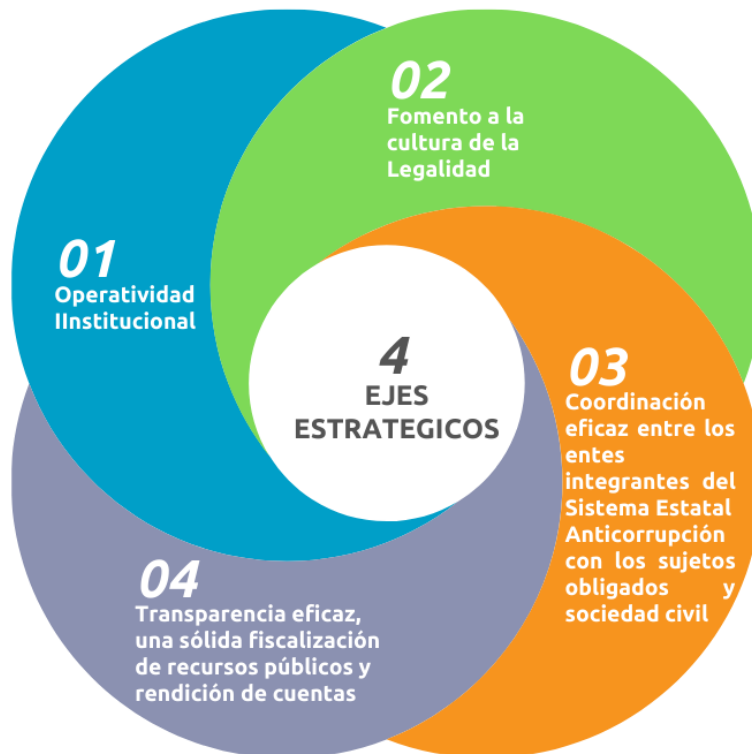 01
Operatividad
IInstitucional
02
Fomento a la
cultura de la
Legalidad
4
EJES
ESTRATEGICOS
03
Coordinación
eficaz entre los
entes
integrantes del
Sistema Estatal
Anticorrupción
con los sujetos
obligados y
sociedad civil
04
Transparencia eficaz,
una sólida fiscalización
de recursos públicos y
rendición de cuentas